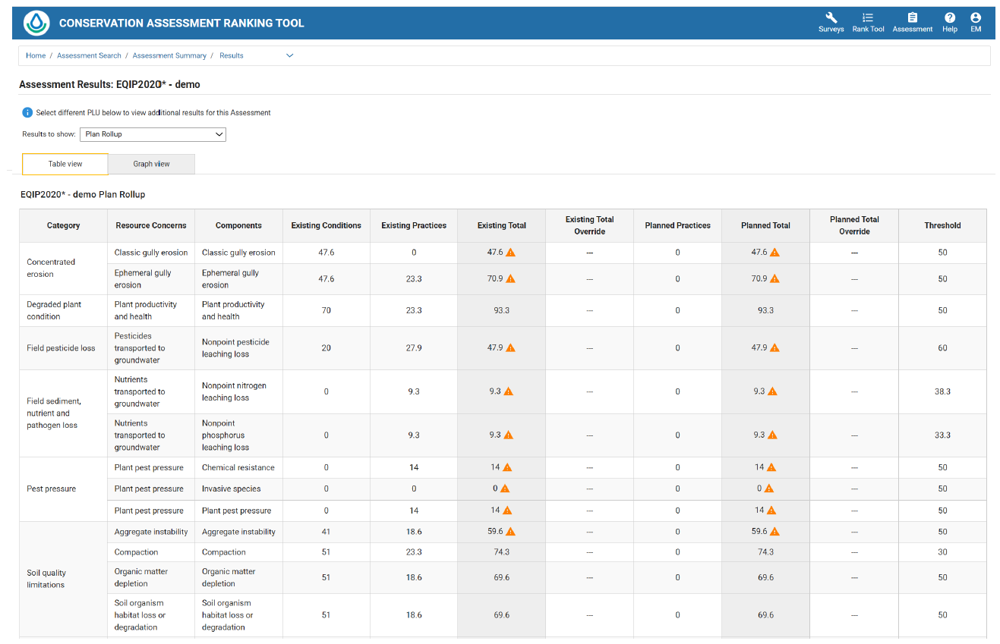 CONSERVATION ASSESSMENT RANKING TOOL
Surveys Rank Tool Assessment Help EM
Home / Assessment Search / Assessment Summary / Results
Assessment Results: EQIP2020* - demo
Select different PLU below to view additional results for this Assessment
Results to show: Plan Rollup
Table view Graph view
EQIP2020* - demo Plan Rollup
Category Resource Concerns Components Existing Conditions Existing Practices Existing Total Existing Total Override Planned Practices Planned Total Planned Total Override Threshold
Concentrated erosion Classic gully erosion Classic gully erosion 47.6 0 47.6 --- 0 47.6 --- 50
Ephemeral gully erosion Ephemeral gully erosion 47.6 23.3 70.9 --- 0 70.9 --- 50
Degraded plant condition Plant productivity and health Plant productivity and health 70 23.3 93.3 --- 0 93.3 --- 50
Field pesticide loss Pesticides transported to groundwater Nonpoint pesticide leaching loss 20 27.9 47.9 --- 0 47.9 --- 60
Field sediment, nutrient and pathogen loss Nutrients transported to groundwater Nonpoint nitrogen leaching loss 0 9.3 9.3 --- 0 9.3 --- 38.3
Nutrients transported to groundwater Nonpoint phosphorus leaching loss 0 9.3 9.3 --- 0 9.3 --- 33.3
Pest pressure Plant pest pressure Chemical resistance 0 14 14 --- 0 14 --- 50
Plant pest pressure Invasive species 0 0 0 --- 0 0 --- 50
Plant pest pressure Plant pest pressure 0 14 14 --- 0 14 --- 50
Soil quality limitations Aggregate instability Aggregate instability 41 18.6 59.6 --- 0 59.6 --- 50
Compaction Compaction 51 23.3 74.3 --- 0 74.3 --- 30
Organic matter depletion Organic matter depletion 51 18.6 69.6 --- 0 69.6 --- 50
Soil organism habitat loss or degradation Soil organism habitat loss or degradation 51 18.6 69.6 --- 0 69.6 --- 50